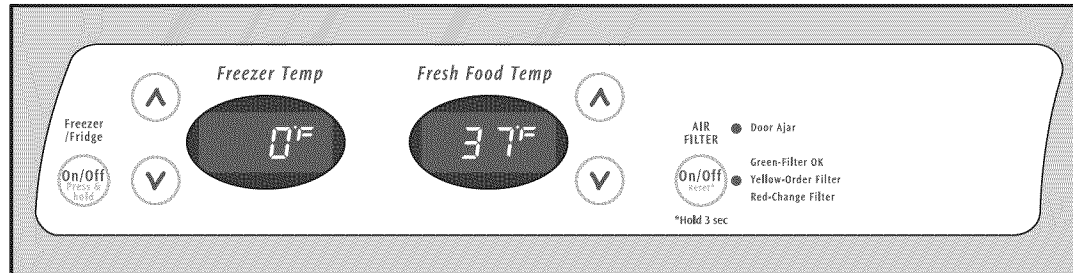 Freezer Temp
Fresh Food Temp
Freezer
/Fridge
On/Off
Press &
hold
0°F
37°F
AIR
FILTER
Door Ajar
On/Off
Reset*
Green-Filter OK
Yellow-Order Filter
Red-Change Filter
*Hold 3 sec